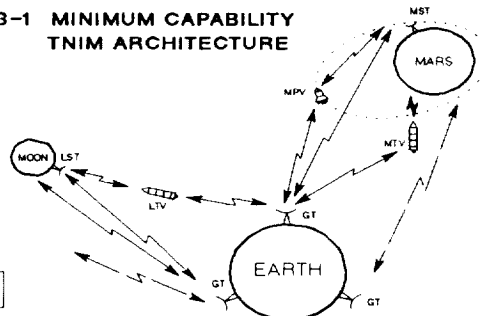 3-1 MINIMUM CAPABILITY
TNIM ARCHITECTURE
MST
MARS
MPV
MTV
MOON LST
LTV
GT
EARTH
GT
GT